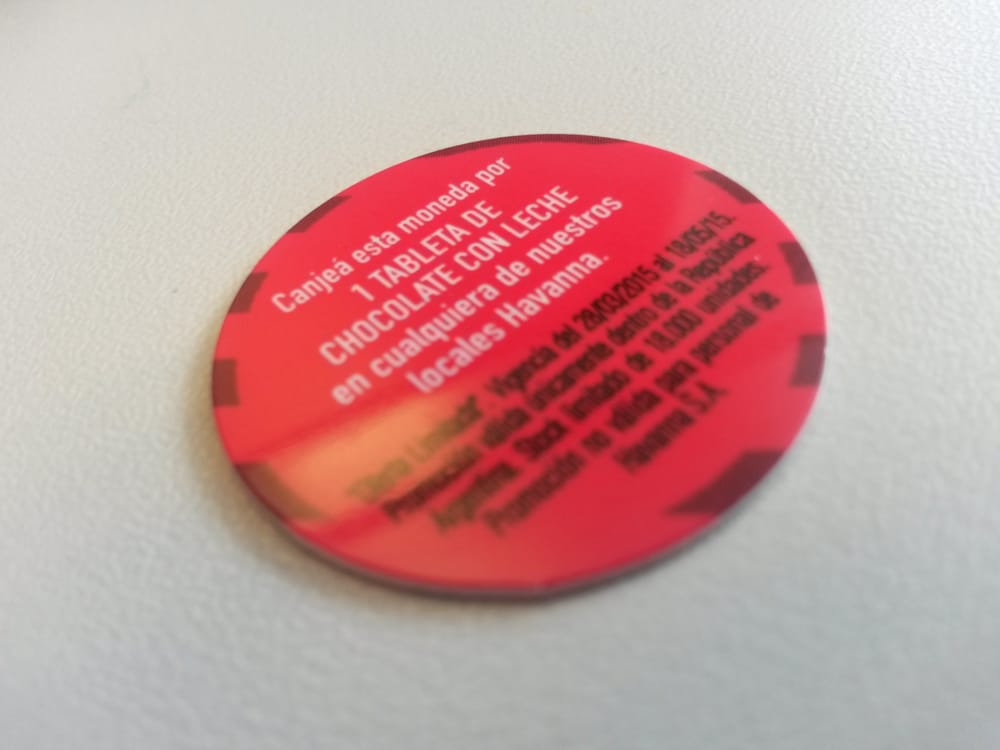 Canjeá esta moneda por
1 TABLETA DE
CHOCOLATE CON LECHE
en cualquiera de nuestros
locales Havanna.
"Oferta Limitada". Vigencia del 28/03/2015 al 18/05/15.
Promoción válida únicamente dentro de la República
Argentina. Stock limitado de 18.000 unidades.
Promoción no válida para personal de
Havanna S.A.